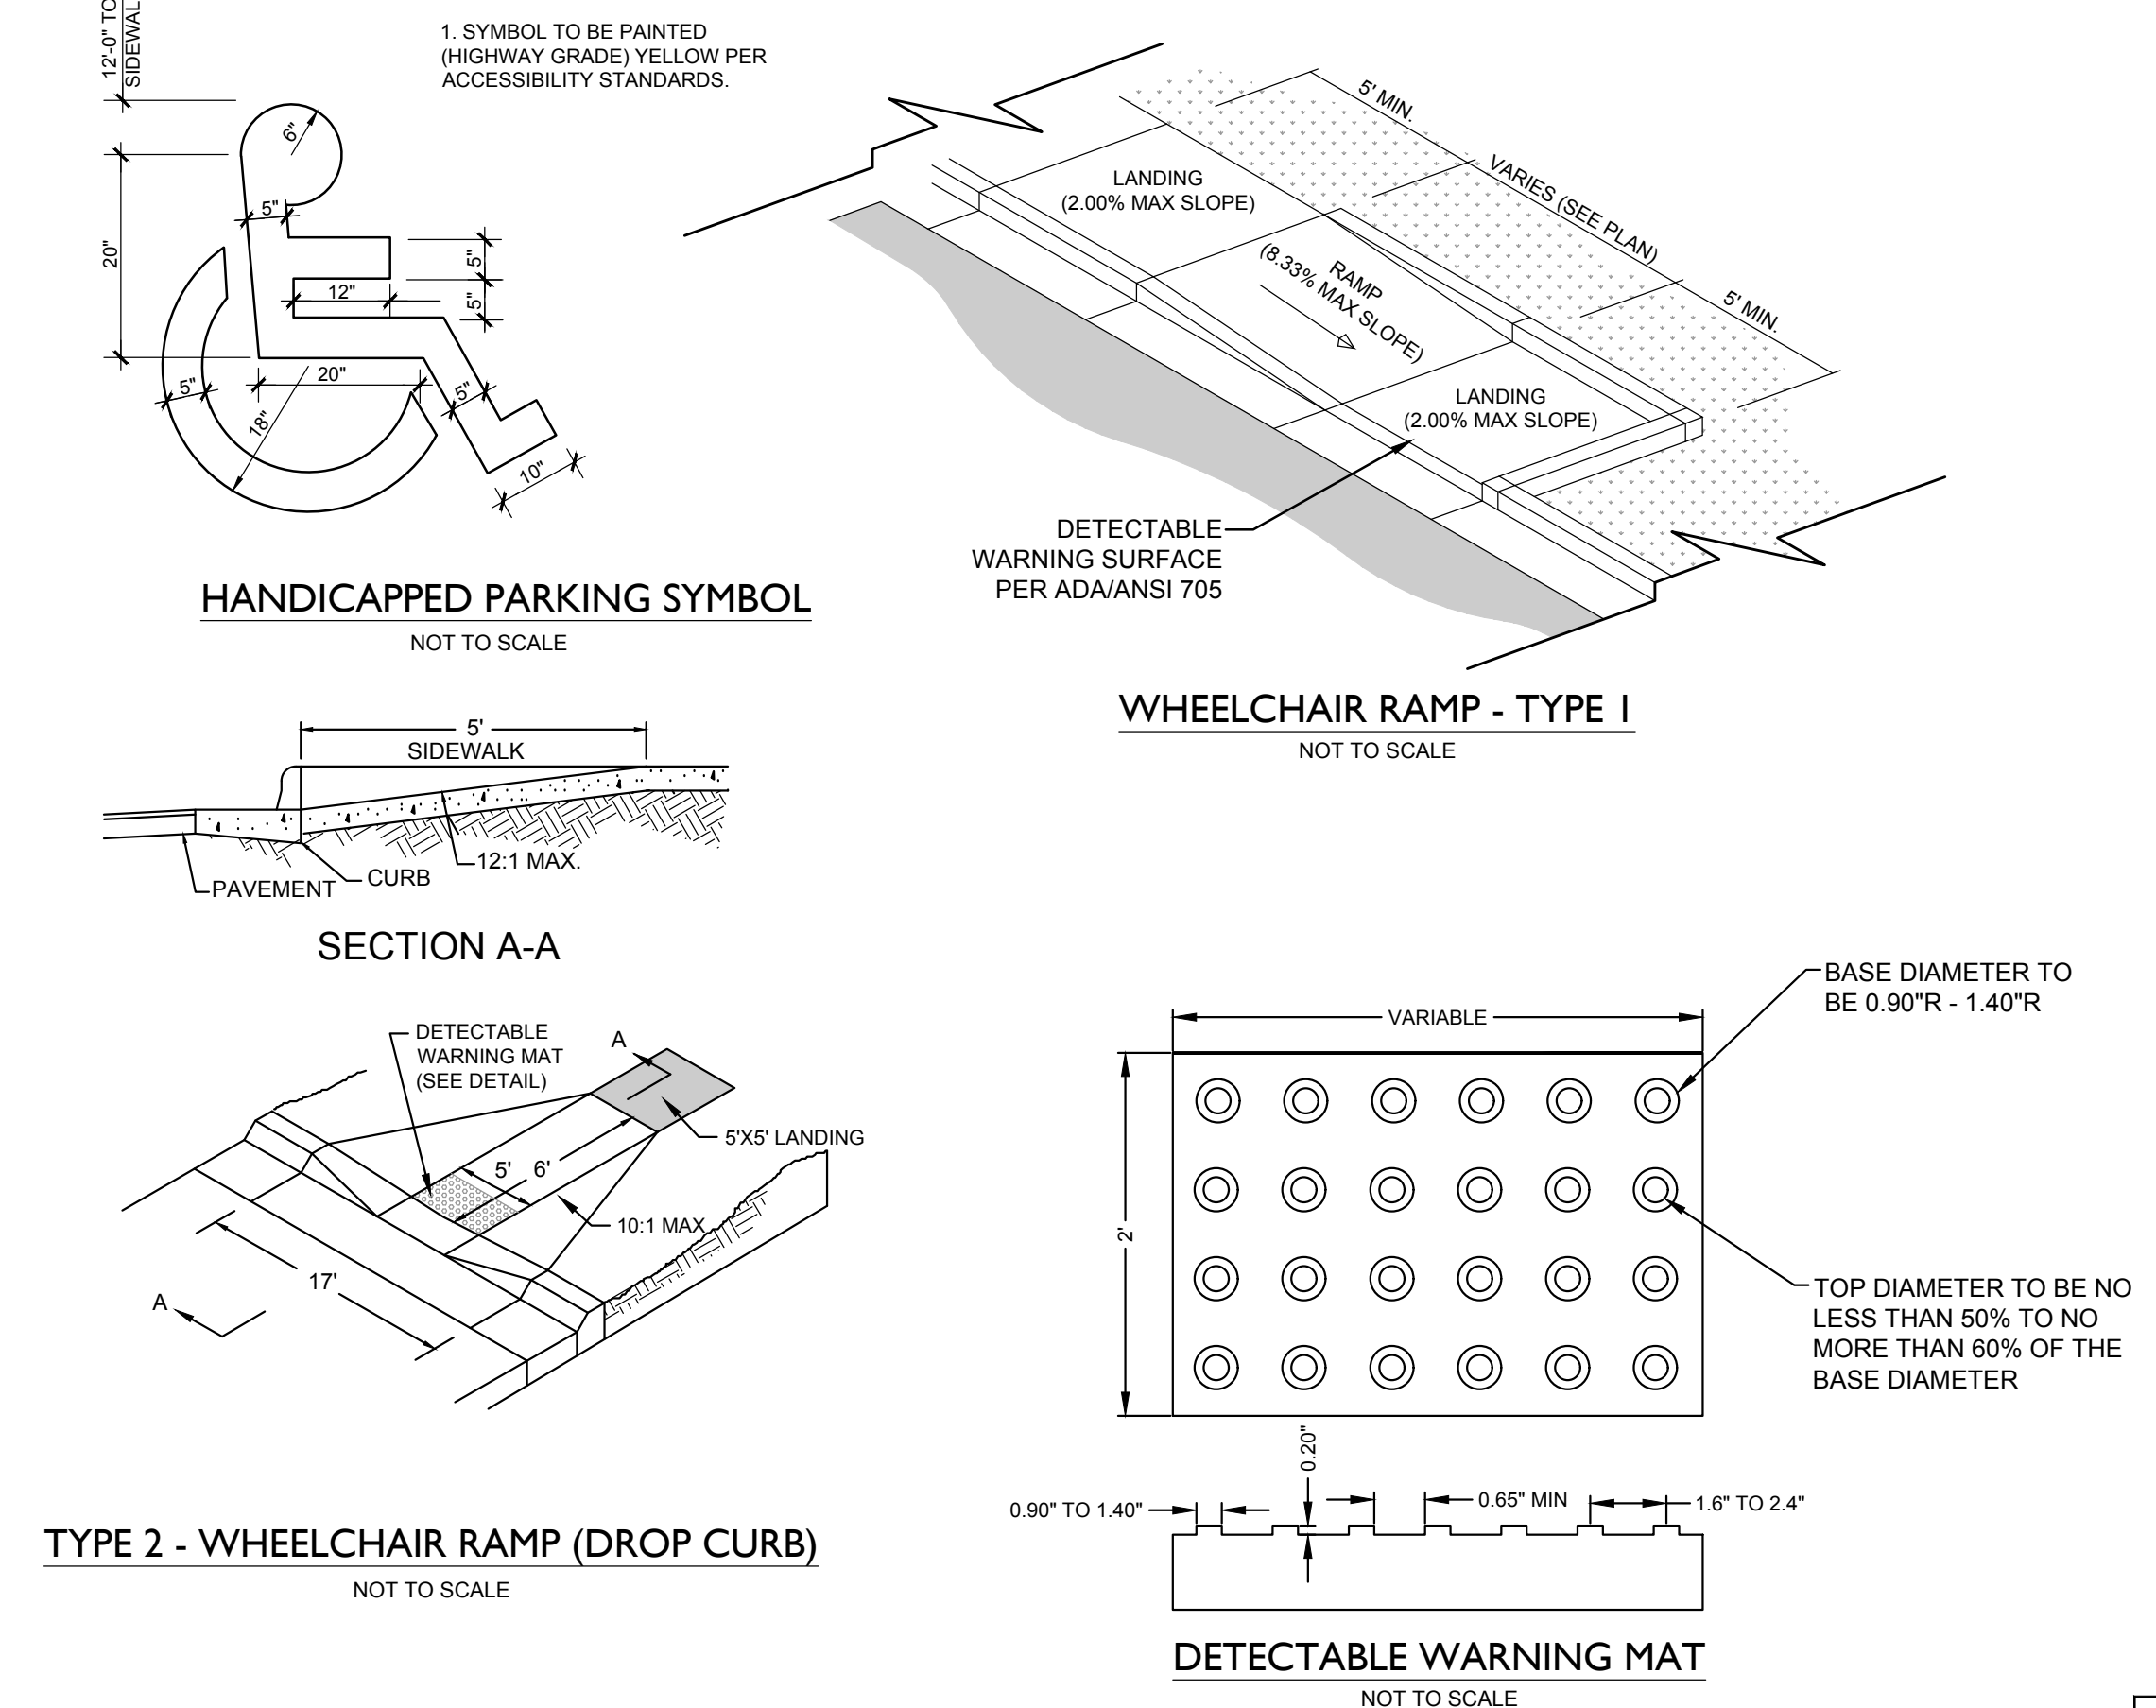 12'-0" TO
SIDEWAL
1. SYMBOL TO BE PAINTED
(HIGHWAY GRADE) YELLOW PER
ACCESSIBILITY STANDARDS.
6"
5"
20"
5"
12"
5"
20"
5"
5"
18"
10"
HANDICAPPED PARKING SYMBOL
NOT TO SCALE
5' MIN.
VARIES (SEE PLAN)
5' MIN.
LANDING
(2.00% MAX SLOPE)
RAMP
(8.33% MAX SLOPE)
LANDING
(2.00% MAX SLOPE)
DETECTABLE
WARNING SURFACE
PER ADA/ANSI 705
WHEELCHAIR RAMP - TYPE 1
NOT TO SCALE
5'
SIDEWALK
12:1 MAX.
CURB
PAVEMENT
SECTION A-A
DETECTABLE
WARNING MAT
(SEE DETAIL)
A
5'X5' LANDING
5'
6'
10:1 MAX
17'
A
TYPE 2 - WHEELCHAIR RAMP (DROP CURB)
NOT TO SCALE
BASE DIAMETER TO
BE 0.90"R - 1.40"R
VARIABLE
2'
TOP DIAMETER TO BE NO
LESS THAN 50% TO NO
MORE THAN 60% OF THE
BASE DIAMETER
0.20"
0.90" TO 1.40"
0.65" MIN
1.6" TO 2.4"
DETECTABLE WARNING MAT
NOT TO SCALE